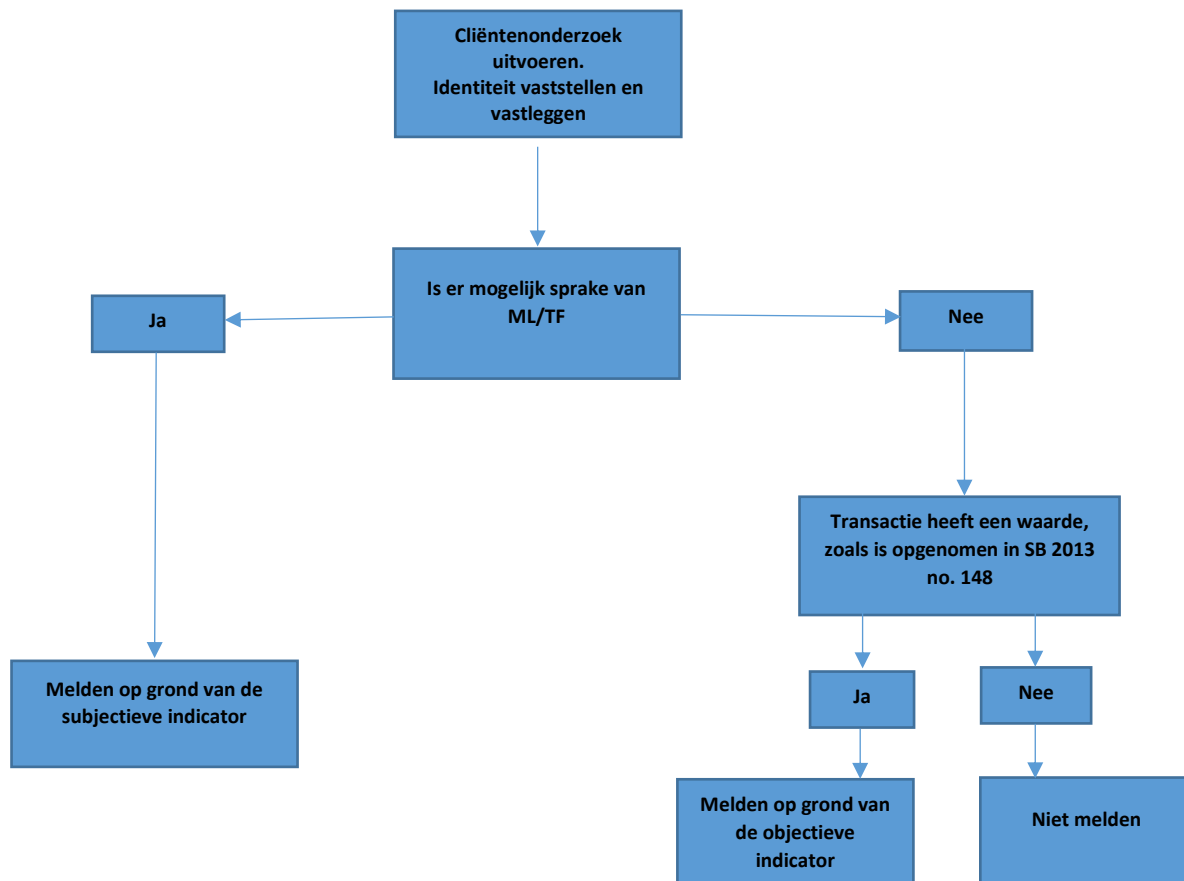 Cliëntenonderzoek
uitvoeren.
Identiteit vaststellen en
vastleggen
Is er mogelijk sprake van
ML/TF
Ja
Nee
Transactie heeft een waarde,
zoals is opgenomen in SB 2013
no. 148
Melden op grond van de
subjectieve indicator
Ja
Nee
Melden op grond van
de objectieve
indicator
Niet melden